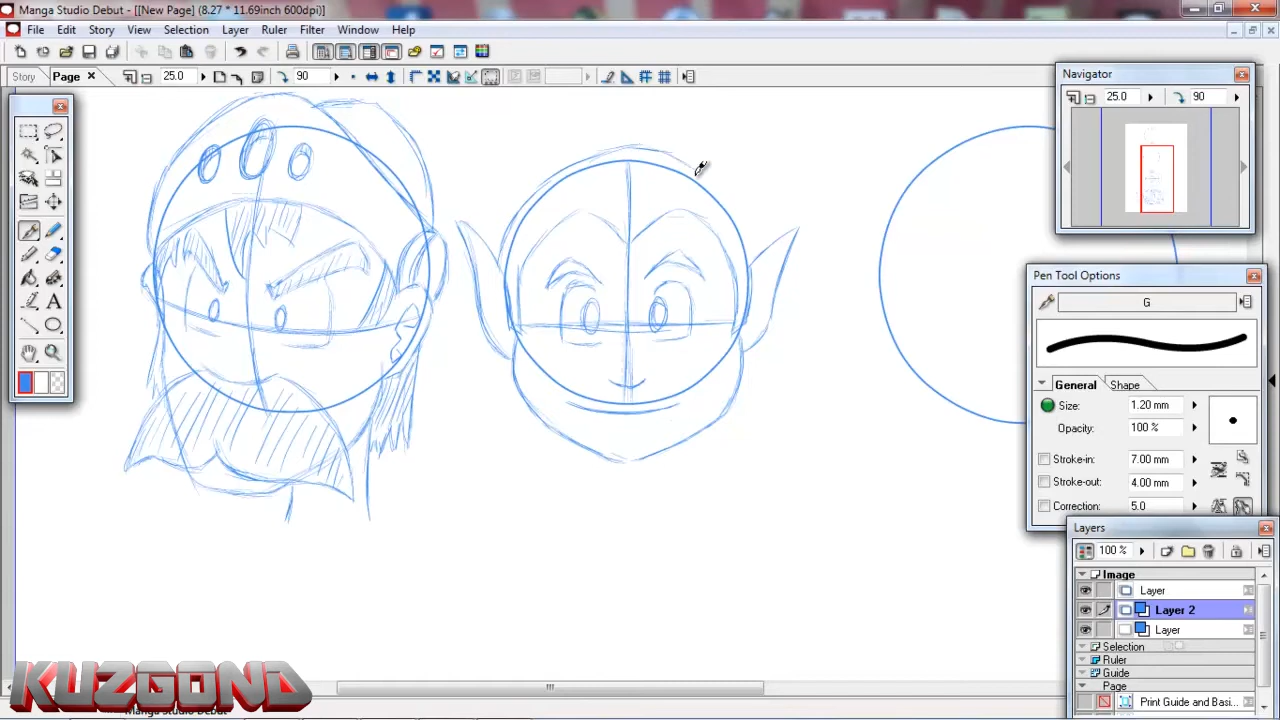 Manga Studio Debut - [[New Page] (8.27 * 11.69inch 600dpi)]
File Edit Story View Selection Layer Ruler Filter Window Help
Story Page 25.0 90
Navigator
25.0 90
Pen Tool Options
G
General Shape
Size: 1.20 mm
Opacity: 100 %
Stroke-in: 7.00 mm
Stroke-out: 4.00 mm
Correction: 5.0
Layers
100 %
Image
Layer
Layer 2
Layer
Selection
Ruler
Guide
Page
Print Guide and Basi...
KUZGOND